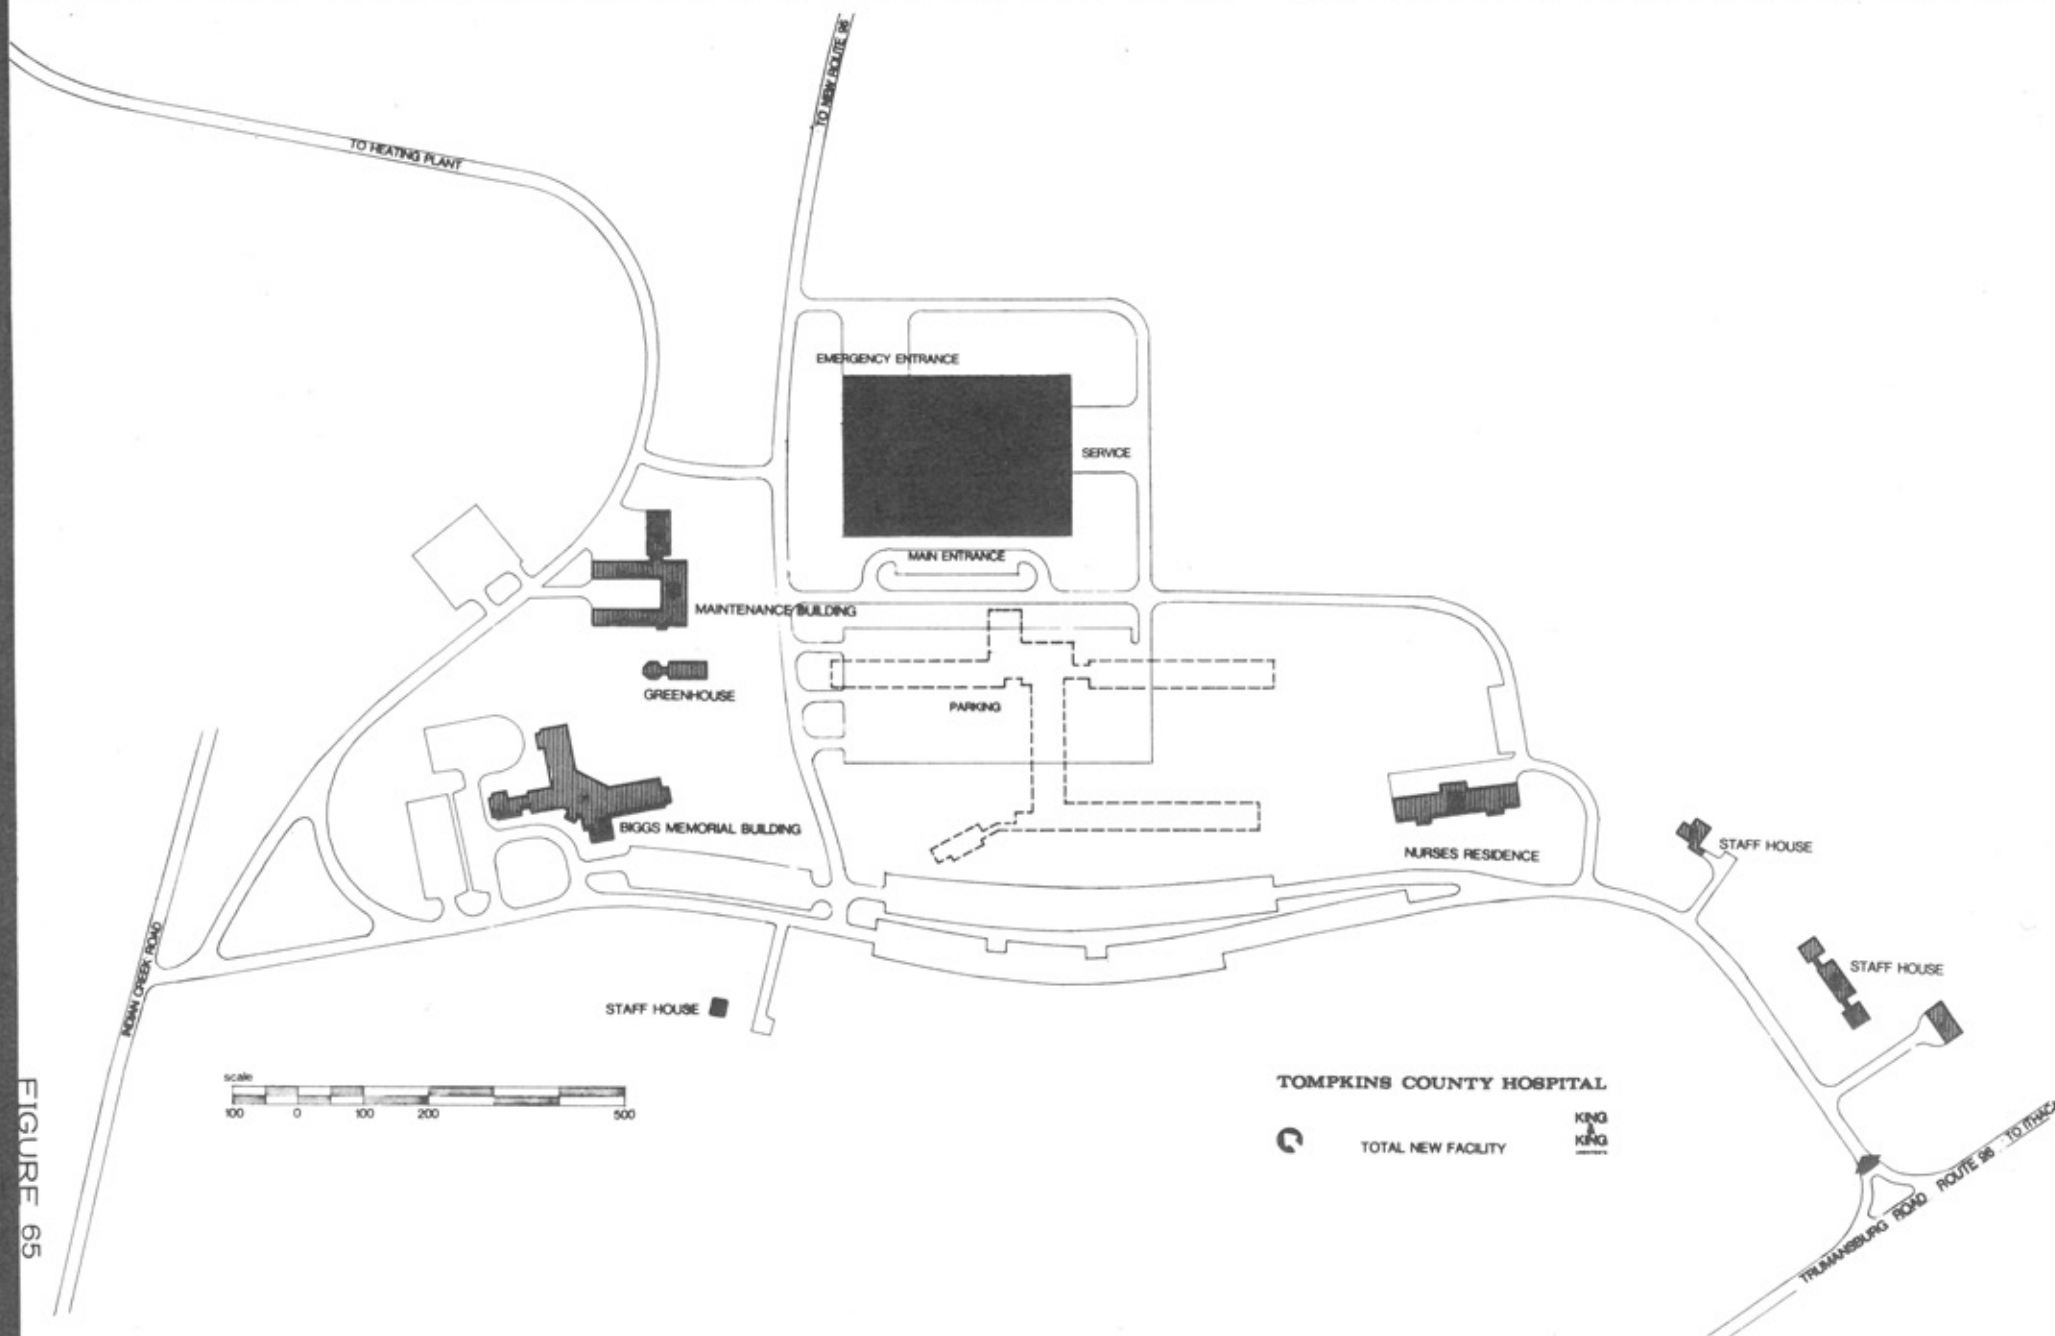 TO NEW ROUTE 96
TO HEATING PLANT
EMERGENCY ENTRANCE
SERVICE
MAIN ENTRANCE
MAINTENANCE BUILDING
GREENHOUSE
PARKING
BIGGS MEMORIAL BUILDING
NURSES RESIDENCE
STAFF HOUSE
STAFF HOUSE
INDIAN CREEK ROAD
STAFF HOUSE
scale
100 0 100 200 500
TOMPKINS COUNTY HOSPITAL
TOTAL NEW FACILITY
KING
&
KING
TRUMANSBURG ROAD ROUTE 96 TO ITHACA
FIGURE 65